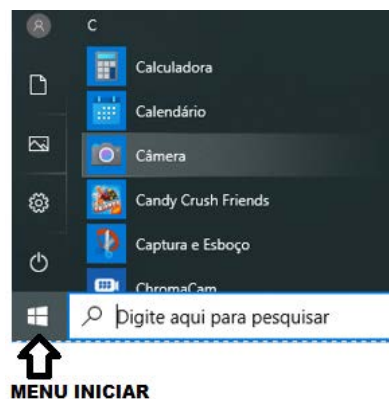 C
Calculadora
Calendário
Câmera
Candy Crush Friends
Captura e Esboço
ChromaCam
Digite aqui para pesquisar
MENU INICIAR